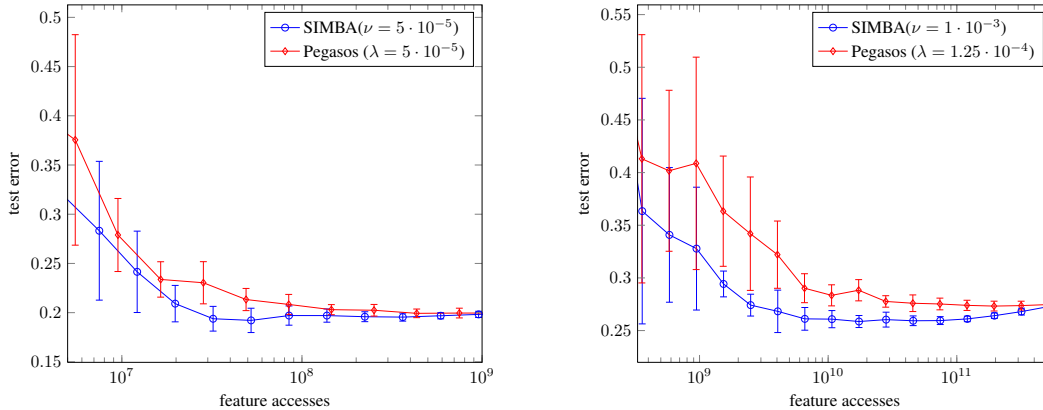 SIMBA(ν = 5 · 10⁻⁵)
Pegasos (λ = 5 · 10⁻⁵)
0.5
0.45
0.4
0.35
0.3
0.25
0.2
0.15
test error
10⁷
10⁸
10⁹
feature accesses
SIMBA(ν = 1 · 10⁻³)
Pegasos (λ = 1.25 · 10⁻⁴)
0.55
0.5
0.45
0.4
0.35
0.3
0.25
test error
10⁹
10¹⁰
10¹¹
feature accesses